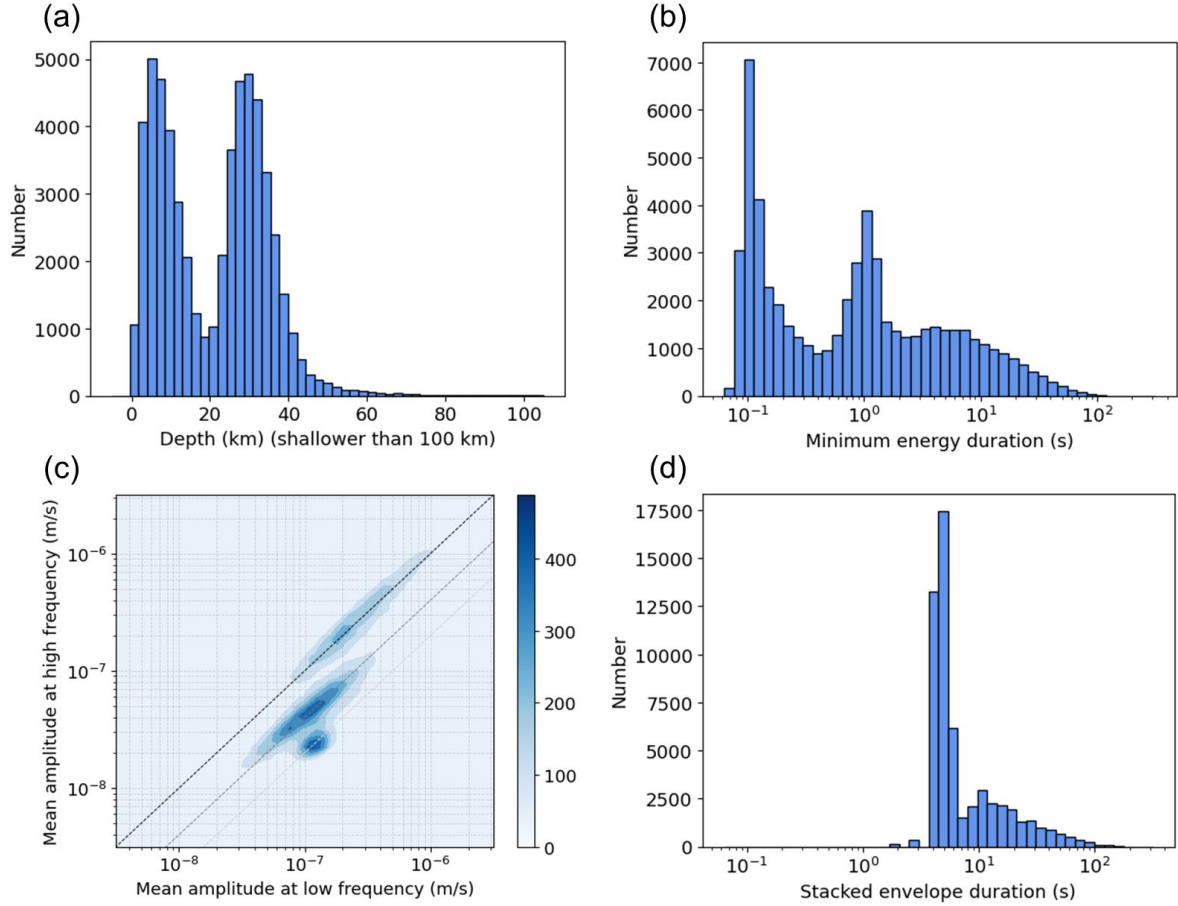 (a)
5000
4000
3000
2000
1000
0
Number
0 20 40 60 80 100
Depth (km) (shallower than 100 km)
(b)
7000
6000
5000
4000
3000
2000
1000
0
Number
10⁻¹ 10⁰ 10¹ 10²
Minimum energy duration (s)
(c)
Mean amplitude at high frequency (m/s)
10⁻⁶
10⁻⁷
10⁻⁸
10⁻⁸ 10⁻⁷ 10⁻⁶
Mean amplitude at low frequency (m/s)
400
300
200
100
0
(d)
17500
15000
12500
10000
7500
5000
2500
0
Number
10⁻¹ 10⁰ 10¹ 10²
Stacked envelope duration (s)